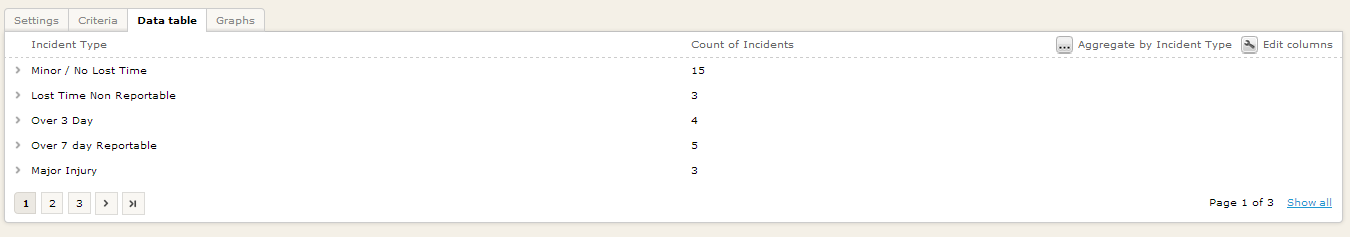 Settings Criteria Data table Graphs
Incident Type Count of Incidents ... Aggregate by Incident Type Edit columns
Minor / No Lost Time 15
Lost Time Non Reportable 3
Over 3 Day 4
Over 7 day Reportable 5
Major Injury 3
1 2 3 Page 1 of 3 Show all